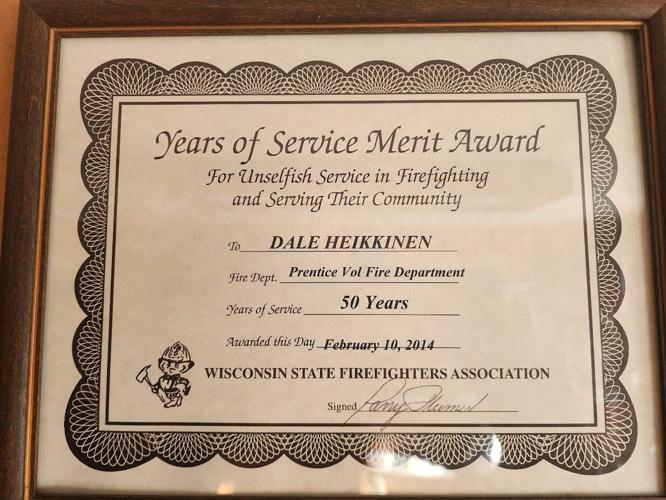 Years of Service Merit Award
For Unselfish Service in Firefighting
and Serving Their Community
To DALE HEIKKINEN
Fire Dept. Prentice Vol Fire Department
Years of Service 50 Years
Awarded this Day February 10, 2014
WISCONSIN STATE FIREFIGHTERS ASSOCIATION
Signed